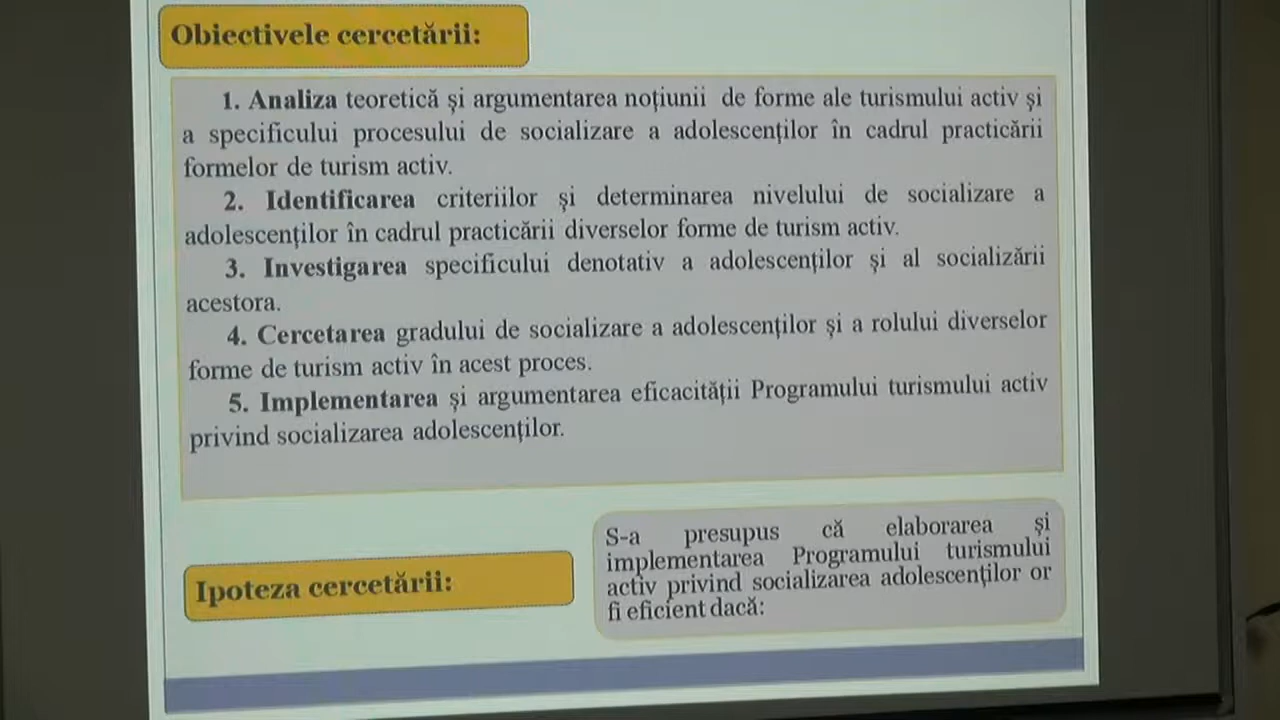 Obiectivele cercetării:
1. Analiza teoretică și argumentarea noțiunii de forme ale turismului activ și
a specificului procesului de socializare a adolescenților în cadrul practicării
formelor de turism activ.
2. Identificarea criteriilor și determinarea nivelului de socializare a
adolescenților în cadrul practicării diverselor forme de turism activ.
3. Investigarea specificului denotativ a adolescenților și al socializării
acestora.
4. Cercetarea gradului de socializare a adolescenților și a rolului diverselor
forme de turism activ în acest proces.
5. Implementarea și argumentarea eficacității Programului turismului activ
privind socializarea adolescenților.
Ipoteza cercetării:
S-a presupus că elaborarea și
implementarea Programului turismului
activ privind socializarea adolescenților or
fi eficient dacă: